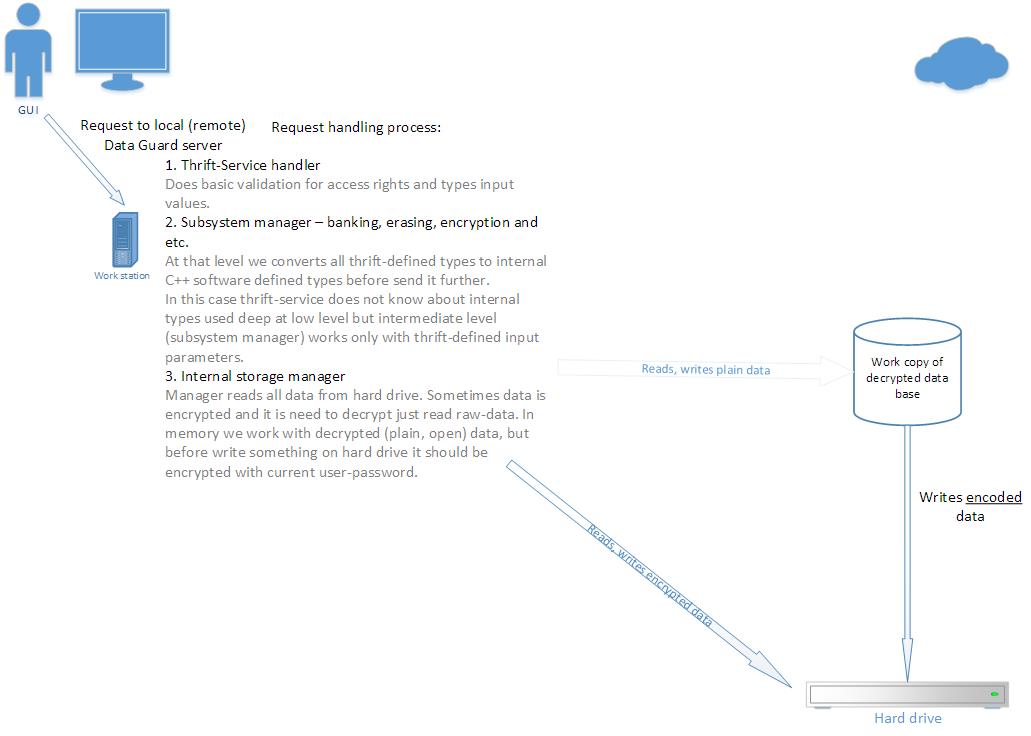 GUI
Request to local (remote)
Data Guard server
Request handling process:
1. Thrift-Service handler
Does basic validation for access rights and types input
values.
2. Subsystem manager – banking, erasing, encryption and
etc.
At that level we converts all thrift-defined types to internal
C++ software defined types before send it further.
In this case thrift-service does not know about internal
types used deep at low level but intermediate level
(subsystem manager) works only with thrift-defined input
parameters.
3. Internal storage manager
Manager reads all data from hard drive. Sometimes data is
encrypted and it is need to decrypt just read raw-data. In
memory we work with decrypted (plain, open) data, but
before write something on hard drive it should be
encrypted with current user-password.
Work station
Reads, writes plain data
Work copy of
decrypted data
base
Writes encoded
data
Reads, writes encrypted data
Hard drive